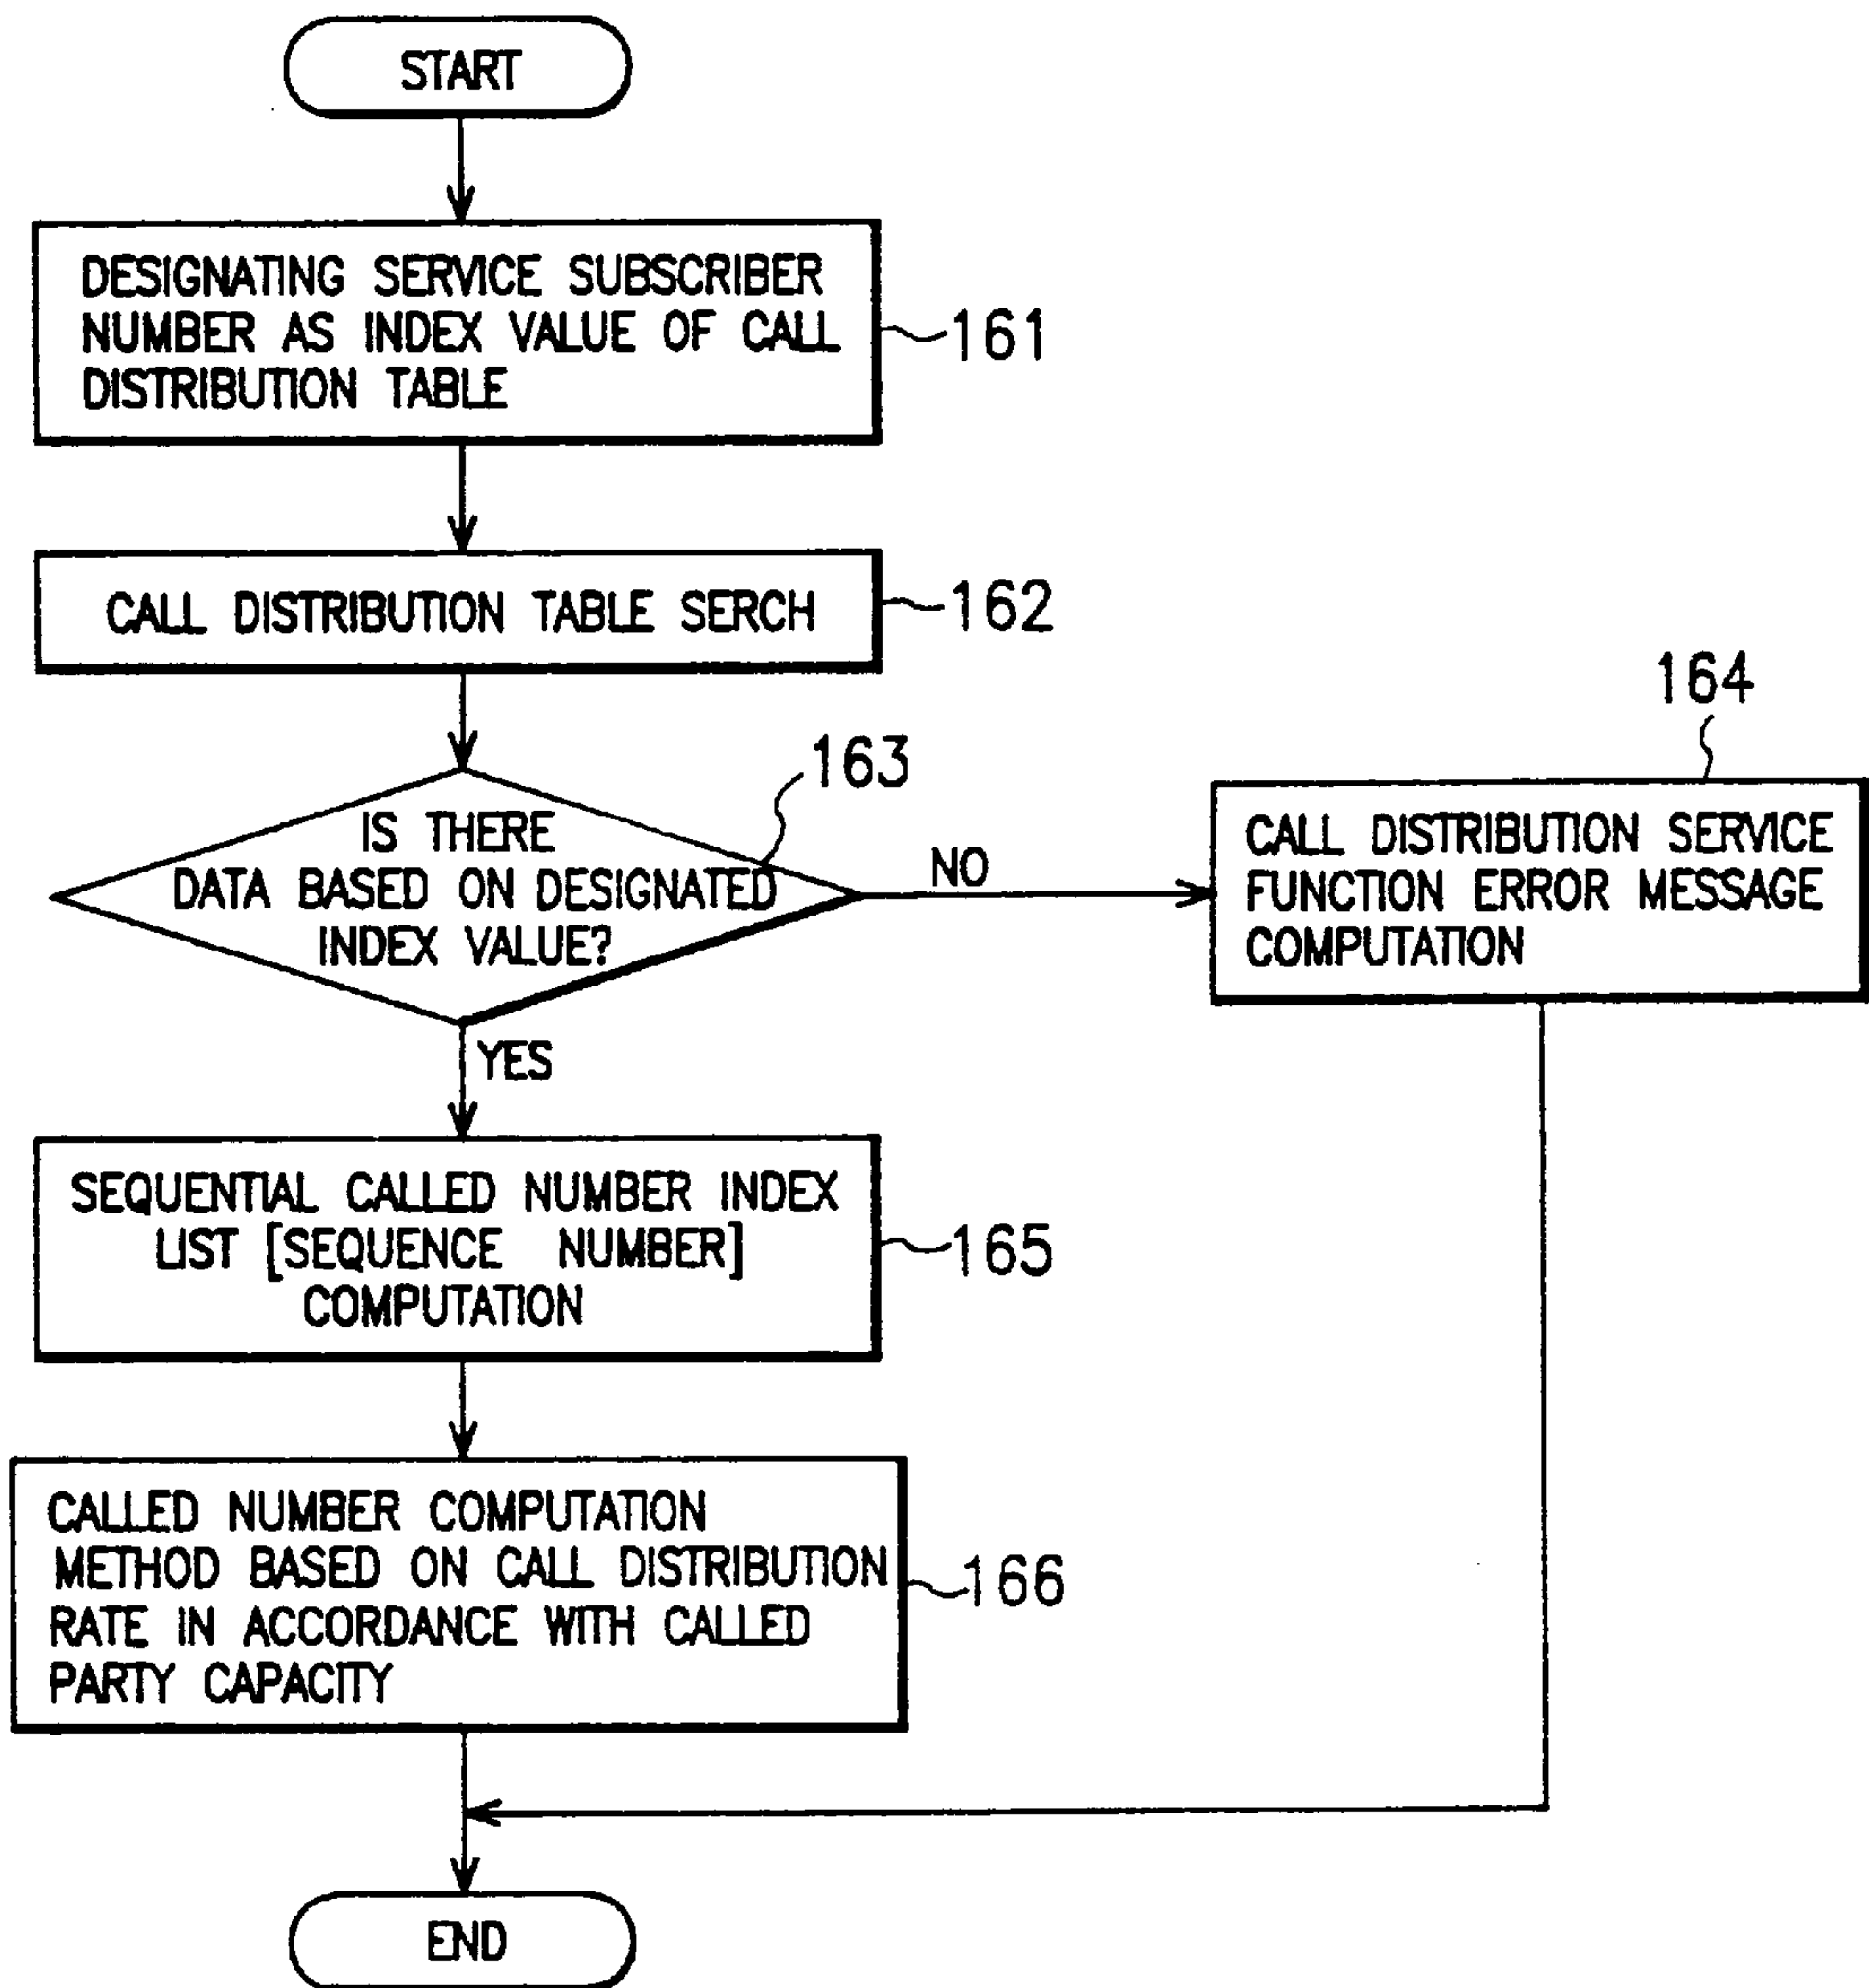 START
DESIGNATING SERVICE SUBSCRIBER
NUMBER AS INDEX VALUE OF CALL
DISTRIBUTION TABLE
161
CALL DISTRIBUTION TABLE SERCH
162
163
IS THERE
DATA BASED ON DESIGNATED
INDEX VALUE?
NO
164
CALL DISTRIBUTION SERVICE
FUNCTION ERROR MESSAGE
COMPUTATION
YES
SEQUENTIAL CALLED NUMBER INDEX
LIST [SEQUENCE NUMBER]
COMPUTATION
165
CALLED NUMBER COMPUTATION
METHOD BASED ON CALL DISTRIBUTION
RATE IN ACCORDANCE WITH CALLED
PARTY CAPACITY
166
END